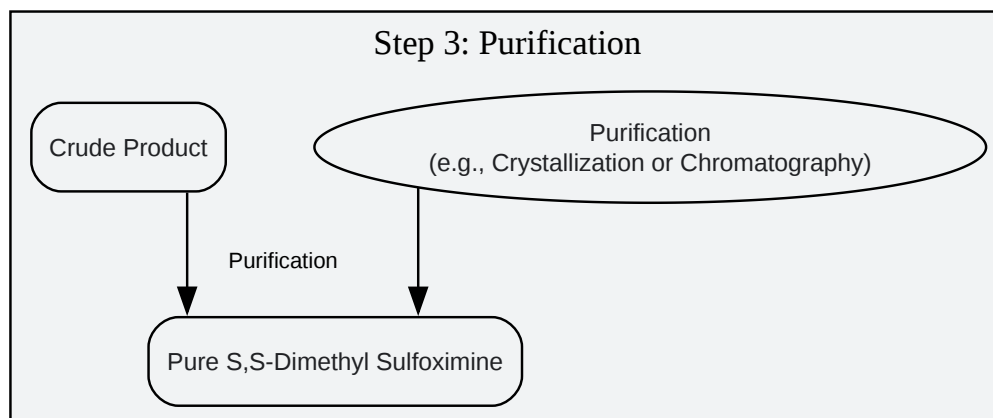 Step 3: Purification
Crude Product
Purification
(e.g., Crystallization or Chromatography)
Purification
Pure S,S-Dimethyl Sulfoximine